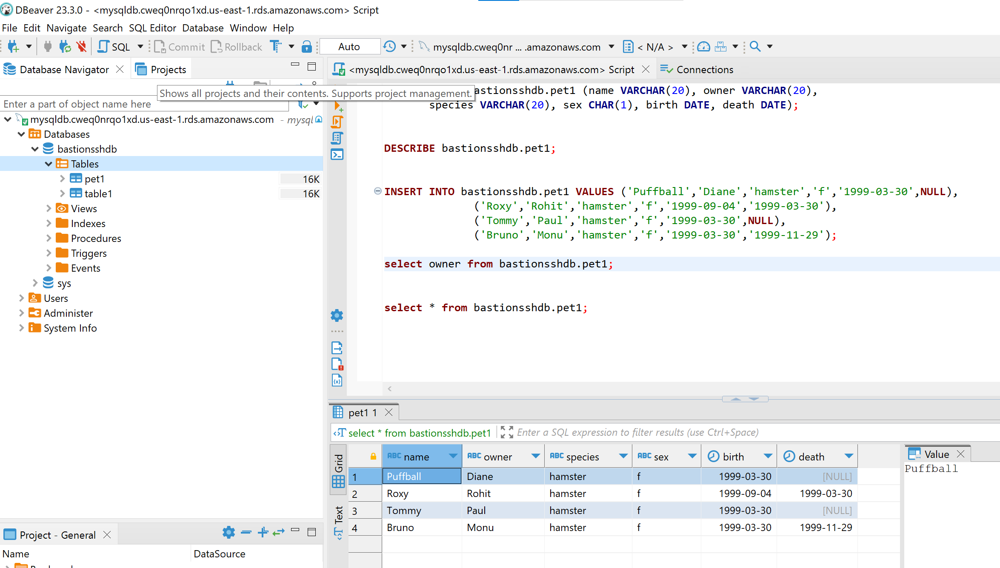 DBeaver 23.3.0 - <mysqldb.cweq0nrqo1xd.us-east-1.rds.amazonaws.com> Script
File Edit Navigate Search SQL Editor Database Window Help
SQL Commit Rollback Auto mysqldb.cweq0nr ... .amazonaws.com < N/A >
Database Navigator
Projects
Shows all projects and their contents. Supports project management.
Enter a part of object name here
mysqldb.cweq0nrqo1xd.us-east-1.rds.amazonaws.com - mysql
Databases
bastionsshdb
Tables
pet1 16K
table1 16K
Views
Indexes
Procedures
Triggers
Events
sys
Users
Administer
System Info
Project - General
Name DataSource
<mysqldb.cweq0nrqo1xd.us-east-1.rds.amazonaws.com> Script
Connections
astionsshdb.pet1 (name VARCHAR(20), owner VARCHAR(20),
species VARCHAR(20), sex CHAR(1), birth DATE, death DATE);
DESCRIBE bastionsshdb.pet1;
INSERT INTO bastionsshdb.pet1 VALUES ('Puffball','Diane','hamster','f','1999-03-30',NULL),
('Roxy','Rohit','hamster','f','1999-09-04','1999-03-30'),
('Tommy','Paul','hamster','f','1999-03-30',NULL),
('Bruno','Monu','hamster','f','1999-03-30','1999-11-29');
select owner from bastionsshdb.pet1;
select * from bastionsshdb.pet1;
pet1 1
select * from bastionsshdb.pet1 Enter a SQL expression to filter results (use Ctrl+Space)
Grid
Text
ABC name ABC owner ABC species ABC sex birth death
1 Puffball Diane hamster f 1999-03-30 [NULL]
2 Roxy Rohit hamster f 1999-09-04 1999-03-30
3 Tommy Paul hamster f 1999-03-30 [NULL]
4 Bruno Monu hamster f 1999-03-30 1999-11-29
Value
Puffball